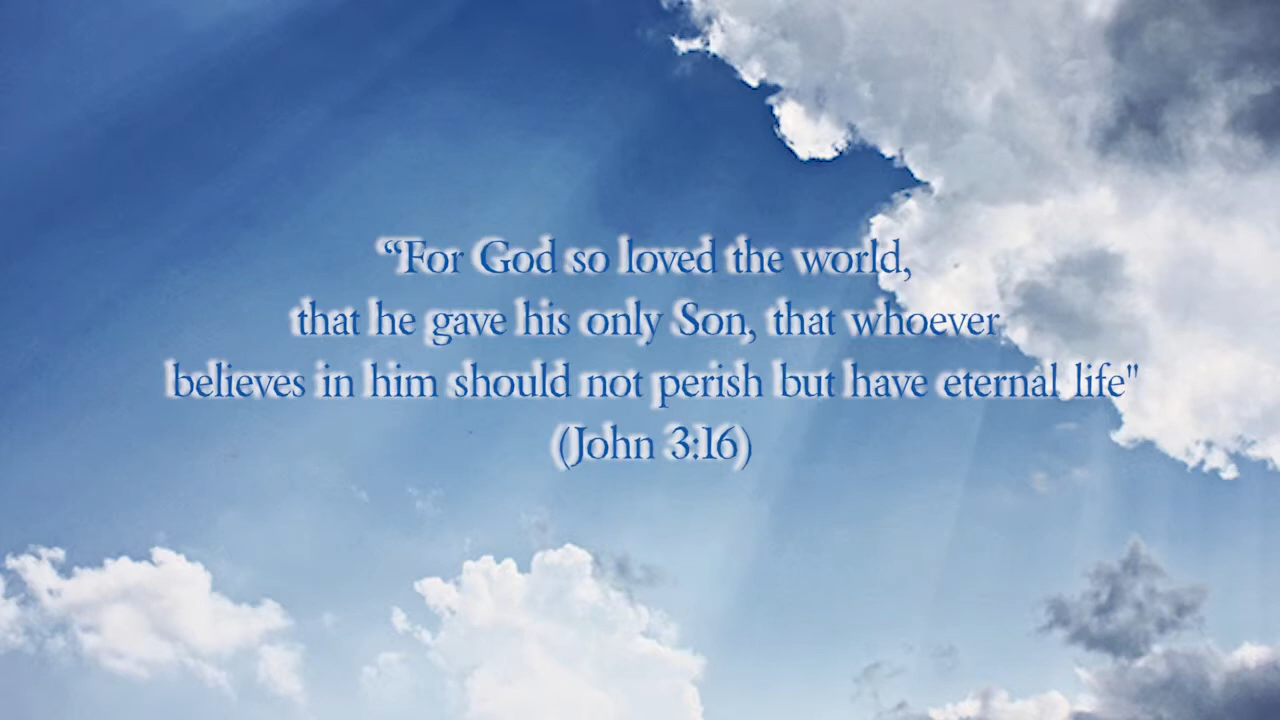 “For God so loved the world,
that he gave his only Son, that whoever
believes in him should not perish but have eternal life"
(John 3:16)